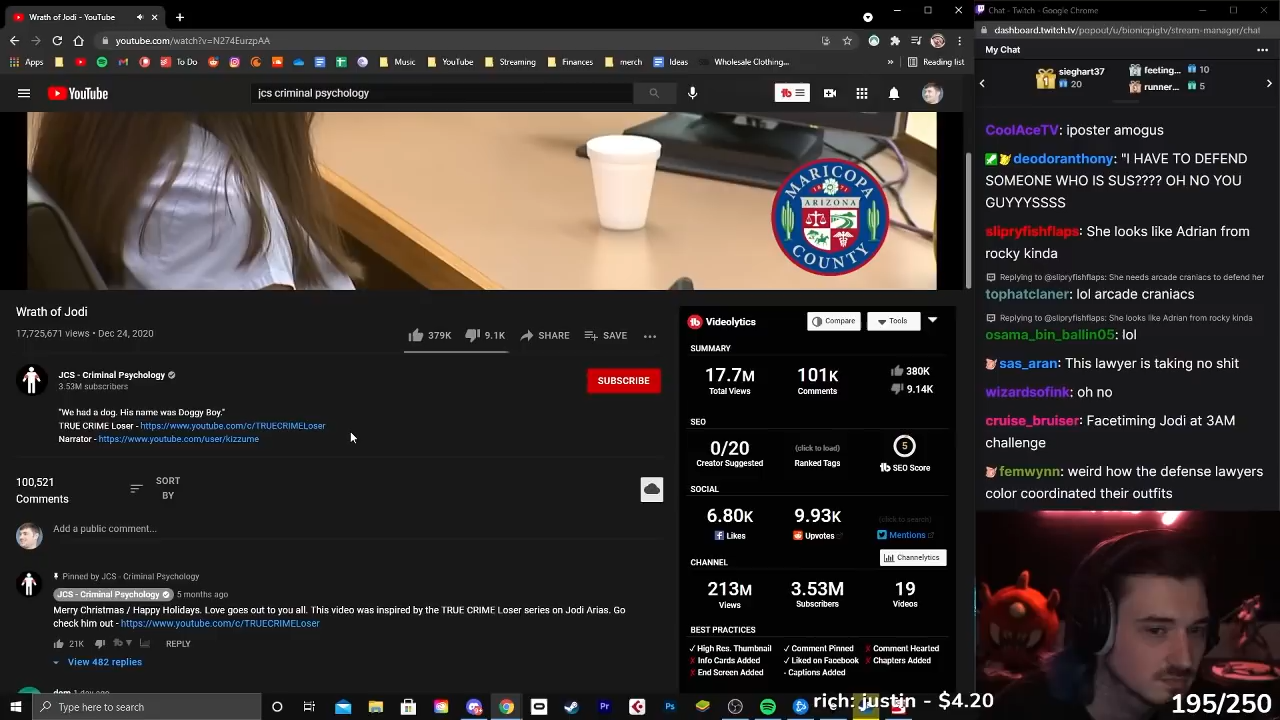 Wrath of Jodi - YouTube
youtube.com/watch?v=N274EurzpAA
Apps
To Do
Music
YouTube
Streaming
Finances
merch
Ideas
Wholesale Clothing...
Reading list
YouTube
jcs criminal psychology
MARICOPA
ARIZONA
COUNTY
Wrath of Jodi
17,725,671 views • Dec 24, 2020
379K
9.1K
SHARE
SAVE
JCS - Criminal Psychology
3.53M subscribers
SUBSCRIBE
"We had a dog. His name was Doggy Boy."
TRUE CRIME Loser - https://www.youtube.com/c/TRUECRIMELoser
Narrator - https://www.youtube.com/user/kizzume
100,521
Comments
SORT
BY
Add a public comment...
Pinned by JCS - Criminal Psychology
JCS - Criminal Psychology 5 months ago
Merry Christmas / Happy Holidays. Love goes out to you all. This video was inspired by the TRUE CRIME Loser series on Jodi Arias. Go
check him out - https://www.youtube.com/c/TRUECRIMELoser
21K
REPLY
View 482 replies
dom 1 day ago
Videolytics
Compare
Tools
SUMMARY
17.7M
Total Views
101K
Comments
380K
9.14K
SEO
0/20
Creator Suggested
(click to load)
Ranked Tags
5
SEO Score
SOCIAL
6.80K
Likes
9.93K
Upvotes
(click to search)
Mentions
Channelytics
CHANNEL
213M
Views
3.53M
Subscribers
19
Videos
BEST PRACTICES
High Res. Thumbnail
Comment Pinned
Comment Hearted
Info Cards Added
Liked on Facebook
Chapters Added
End Screen Added
- Captions Added
Type here to search
Chat - Twitch - Google Chrome
dashboard.twitch.tv/popout/u/bionicpigtv/stream-manager/chat
My Chat
sieghart37
20
feeting...
10
runner...
5
CoolAceTV: iposter amogus
deodoranthony: "I HAVE TO DEFEND
SOMEONE WHO IS SUS???? OH NO YOU
GUYYYSSSS
slipryfishflaps: She looks like Adrian from
rocky kinda
Replying to @slipryfishflaps: She needs arcade craniacs to defend her
tophatclaner: lol arcade craniacs
Replying to @slipryfishflaps: She looks like Adrian from rocky kinda
osama_bin_ballin05: lol
sas_aran: This lawyer is taking no shit
wizardsofink: oh no
cruise_bruiser: Facetiming Jodi at 3AM
challenge
femwynn: weird how the defense lawyers
color coordinated their outfits
rich: justin - $4.20
195/250